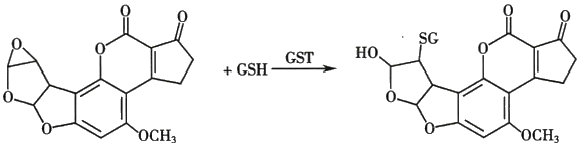 O O O O + GSH GST O O OCH₃
O O SG HO O O O OCH₃